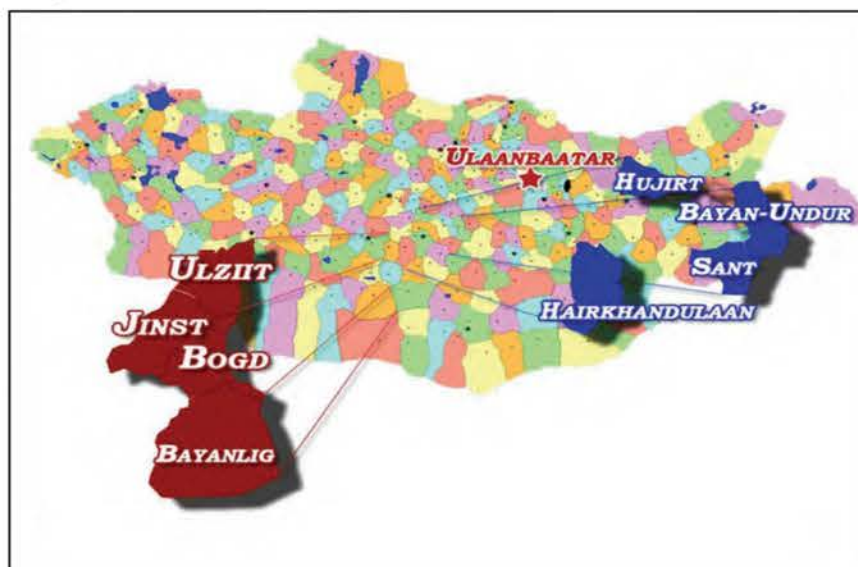 ULAANBAATAR
HUJIRT
BAYAN-UNDUR
ULZIIT
SANT
JINST
HAIRKHANDULAAN
BOGD
BAYANLIG